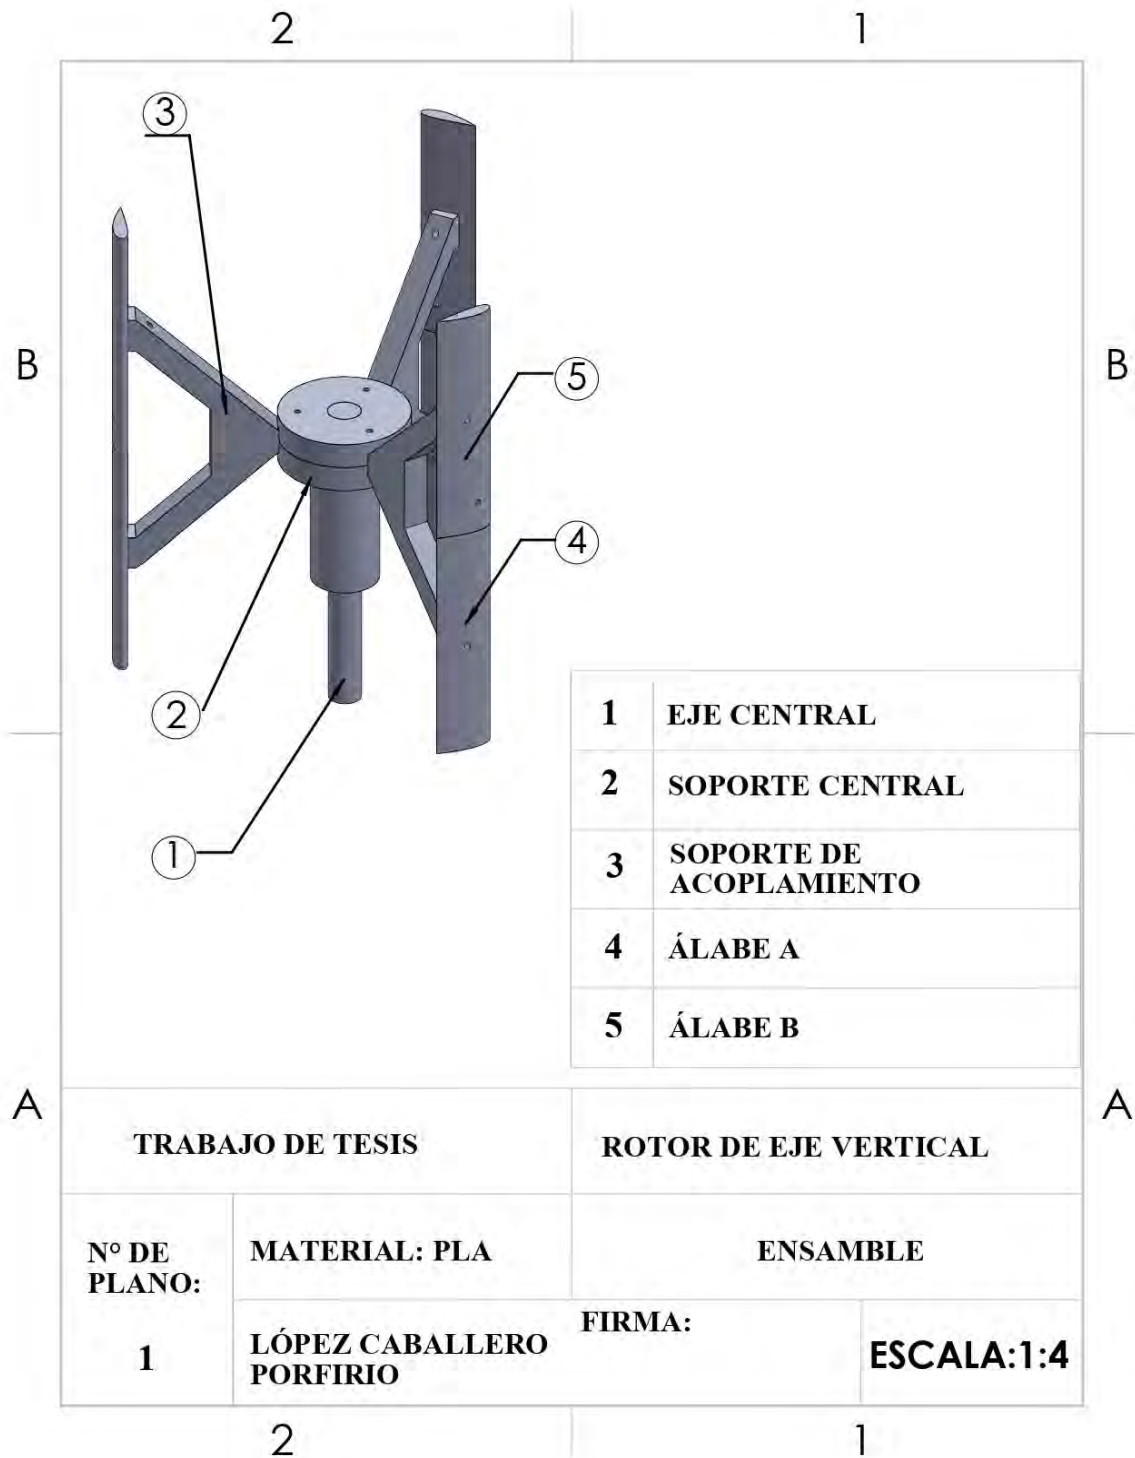 2
1
3
B
B
5
4
2
1
1
EJE CENTRAL
2
SOPORTE CENTRAL
3
SOPORTE DE
ACOPLAMIENTO
4
ÁLABE A
5
ÁLABE B
A
A
TRABAJO DE TESIS
ROTOR DE EJE VERTICAL
N° DE
PLANO:
1
MATERIAL: PLA
ENSAMBLE
LÓPEZ CABALLERO
PORFIRIO
FIRMA:
ESCALA:1:4
2
1